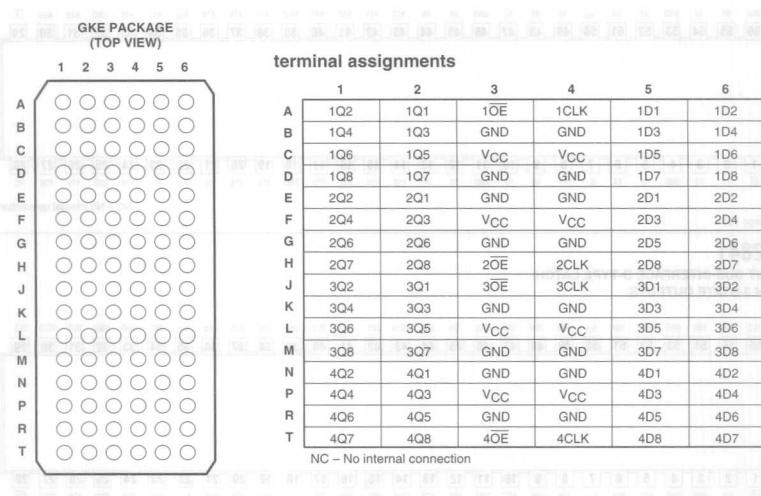 GKE PACKAGE
(TOP VIEW)
1 2 3 4 5 6
A
B
C
D
E
F
G
H
J
K
L
M
N
P
R
T
terminal assignments
1 2 3 4 5 6
A 1Q2 1Q1 1O̅E̅ 1CLK 1D1 1D2
B 1Q4 1Q3 GND GND 1D3 1D4
C 1Q6 1Q5 VCC VCC 1D5 1D6
D 1Q8 1Q7 GND GND 1D7 1D8
E 2Q2 2Q1 GND GND 2D1 2D2
F 2Q4 2Q3 VCC VCC 2D3 2D4
G 2Q6 2Q6 GND GND 2D5 2D6
H 2Q7 2Q8 2O̅E̅ 2CLK 2D8 2D7
J 3Q2 3Q1 3O̅E̅ 3CLK 3D1 3D2
K 3Q4 3Q3 GND GND 3D3 3D4
L 3Q6 3Q5 VCC VCC 3D5 3D6
M 3Q8 3Q7 GND GND 3D7 3D8
N 4Q2 4Q1 GND GND 4D1 4D2
P 4Q4 4Q3 VCC VCC 4D3 4D4
R 4Q6 4Q5 GND GND 4D5 4D6
T 4Q7 4Q8 4O̅E̅ 4CLK 4D8 4D7
NC – No internal connection